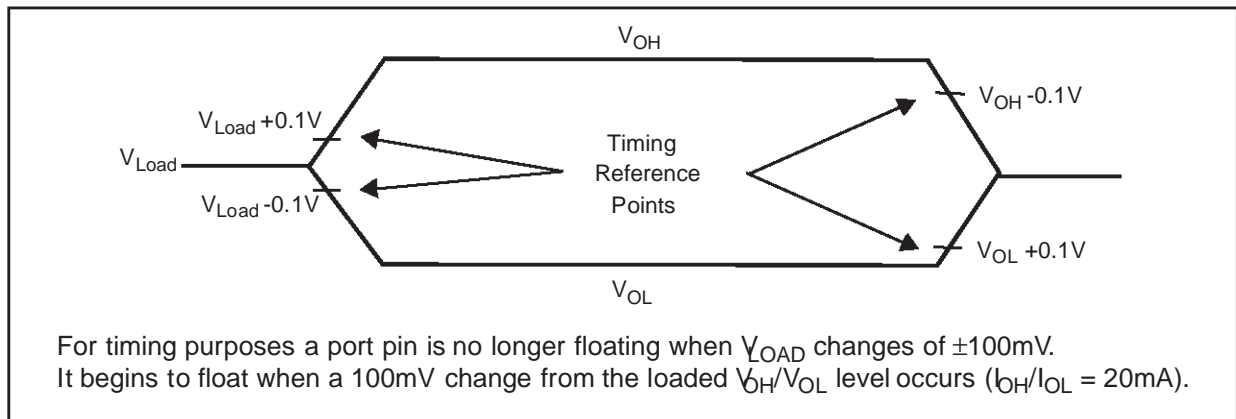 VOH
VLoad +0.1V
VOH -0.1V
VLoad
Timing
Reference
Points
VLoad -0.1V
VOL +0.1V
VOL
For timing purposes a port pin is no longer floating when VLOAD changes of ±100mV.
It begins to float when a 100mV change from the loaded VOH/VOL level occurs (IOH/IOL = 20mA).